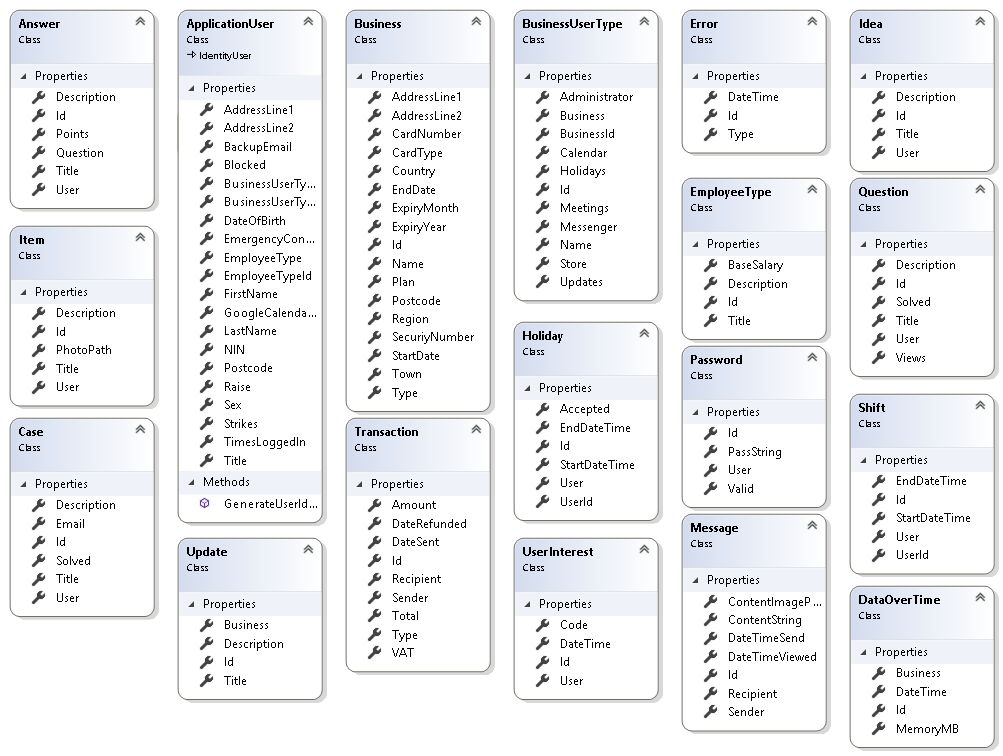 Answer
Class
Properties
Description
Id
Points
Question
Title
User
Item
Class
Properties
Description
Id
PhotoPath
Title
User
Case
Class
Properties
Description
Email
Id
Solved
Title
User
ApplicationUser
Class
IdentityUser
Properties
AddressLine1
AddressLine2
BackupEmail
Blocked
BusinessUserTy...
BusinessUserTy...
DateOfBirth
EmergencyCon...
EmployeeType
EmployeeTypeId
FirstName
GoogleCalenda...
LastName
NIN
Postcode
Raise
Sex
Strikes
TimesLoggedIn
Title
Methods
GenerateUserId...
Update
Class
Properties
Business
Description
Id
Title
Business
Class
Properties
AddressLine1
AddressLine2
CardNumber
CardType
Country
EndDate
ExpiryMonth
ExpiryYear
Id
Name
Plan
Postcode
Region
SecuriyNumber
StartDate
Town
Type
Transaction
Class
Properties
Amount
DateRefunded
DateSent
Id
Recipient
Sender
Total
Type
VAT
BusinessUserType
Class
Properties
Administrator
Business
BusinessId
Calendar
Holidays
Id
Meetings
Messenger
Name
Store
Updates
Holiday
Class
Properties
Accepted
EndDateTime
Id
StartDateTime
User
UserId
UserInterest
Class
Properties
Code
DateTime
Id
User
Error
Class
Properties
DateTime
Id
Type
EmployeeType
Class
Properties
BaseSalary
Description
Id
Title
Password
Class
Properties
Id
PassString
User
Valid
Message
Class
Properties
ContentImageP...
ContentString
DateTimeSend
DateTimeViewed
Id
Recipient
Sender
Idea
Class
Properties
Description
Id
Title
User
Question
Class
Properties
Description
Id
Solved
Title
User
Views
Shift
Class
Properties
EndDateTime
Id
StartDateTime
User
UserId
DataOverTime
Class
Properties
Business
DateTime
Id
MemoryMB